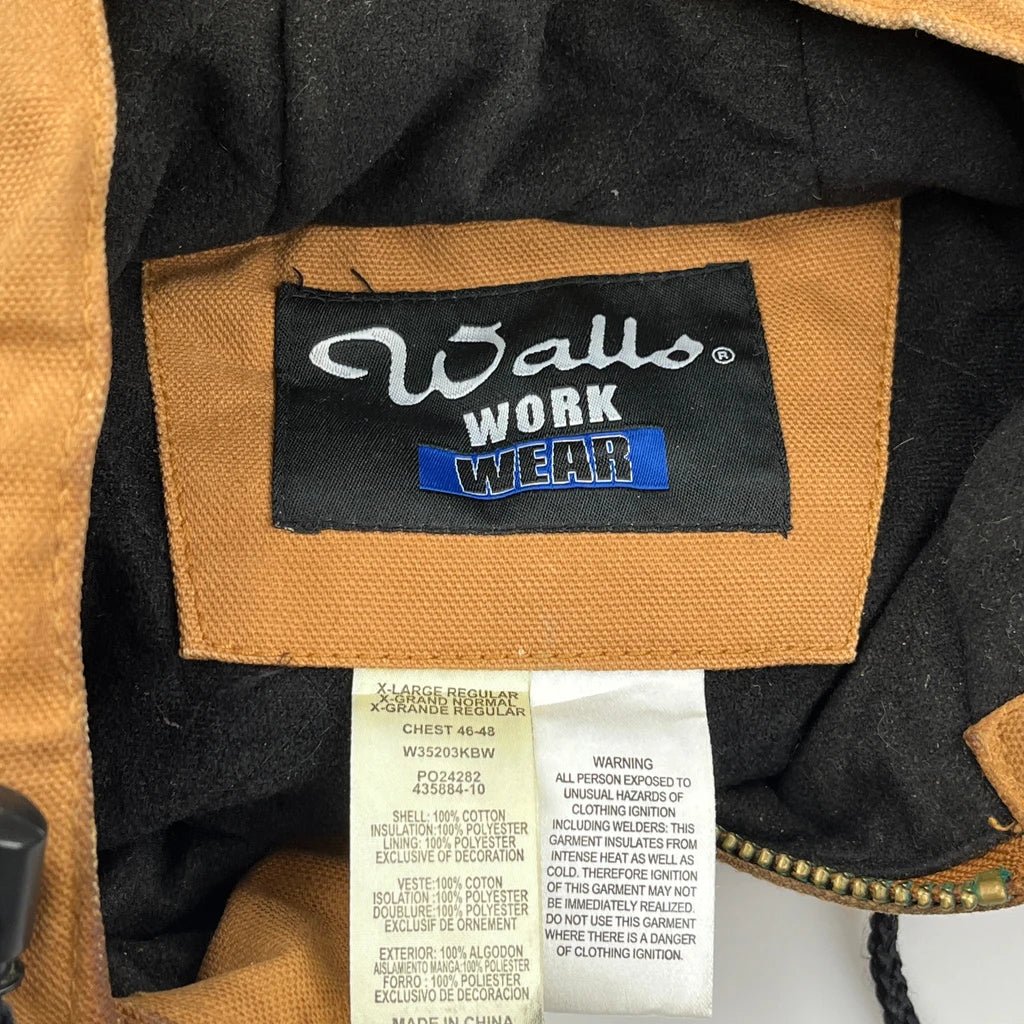 Walls®
WORK
WEAR
X-LARGE REGULAR
X-GRAND NORMAL
X-GRANDE REGULAR
CHEST 46-48
W35203KBW
PO24282
435884-10
SHELL: 100% COTTON
INSULATION:100% POLYESTER
LINING: 100% POLYESTER
EXCLUSIVE OF DECORATION
VESTE:100% COTON
ISOLATION :100% POLYESTER
DOUBLURE:100% POLYESTER
EXCLUSIF DE ORNEMENT
EXTERIOR: 100% ALGODON
AISLAMIENTO MANGA:100% POLIESTER
FORRO : 100% POLIESTER
EXCLUSIVO DE DECORACION
MADE IN CHINA
WARNING
ALL PERSON EXPOSED TO
UNUSUAL HAZARDS OF
CLOTHING IGNITION
INCLUDING WELDERS: THIS
GARMENT INSULATES FROM
INTENSE HEAT AS WELL AS
COLD. THEREFORE IGNITION
OF THIS GARMENT MAY NOT
BE IMMEDIATELY REALIZED.
DO NOT USE THIS GARMENT
WHERE THERE IS A DANGER
OF CLOTHING IGNITION.